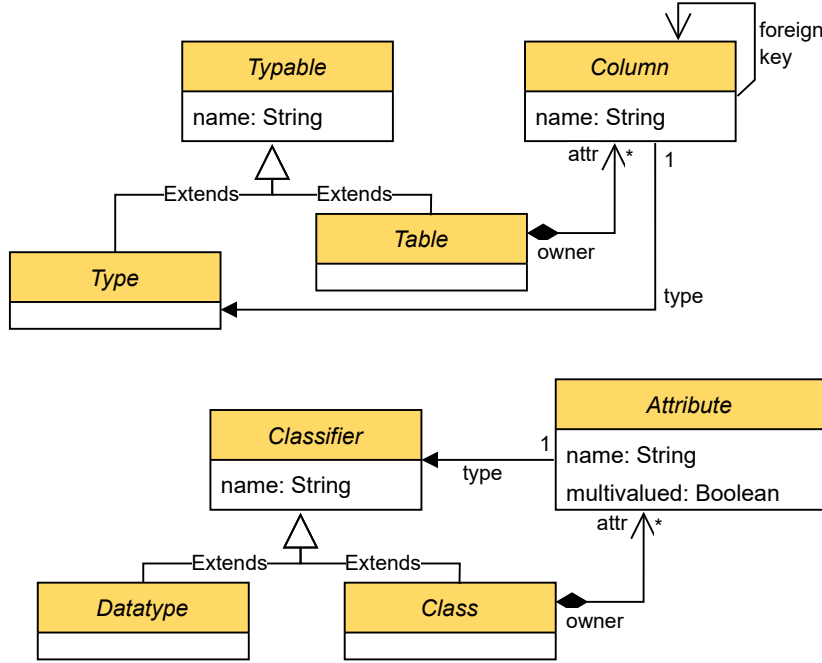 Typable
name: String
Column
name: String
foreign
key
attr
*
1
Extends
Extends
Table
owner
Type
type
Classifier
name: String
Attribute
name: String
multivalued: Boolean
1
type
attr
*
Extends
Extends
Datatype
Class
owner